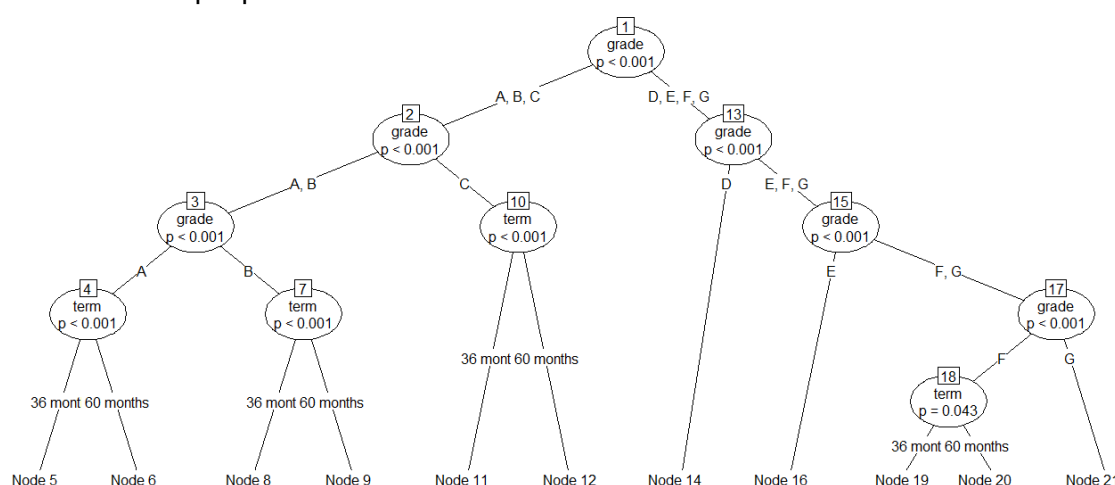 1
grade
p < 0.001
A, B, C
D, E, F, G
2
grade
p < 0.001
13
grade
p < 0.001
A, B
C
D
E, F, G
3
grade
p < 0.001
10
term
p < 0.001
15
grade
p < 0.001
A
B
E
F, G
4
term
p < 0.001
7
term
p < 0.001
17
grade
p < 0.001
36 mont 60 months
F
G
18
term
p = 0.043
36 mont 60 months
36 mont 60 months
36 mont 60 months
Node 5
Node 6
Node 8
Node 9
Node 11
Node 12
Node 14
Node 16
Node 19
Node 20
Node